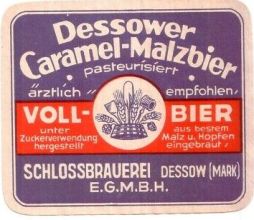 Dessower
Caramel-Malzbier
pasteurisiert
ärztlich „ empfohlen„
VOLL- BIER
unter aus bestem
Zuckerverwendung Malz u. Hopfen
hergestellt eingebraut
SCHLOSSBRAUEREI DESSOW (MARK)
E.G.M.B.H.